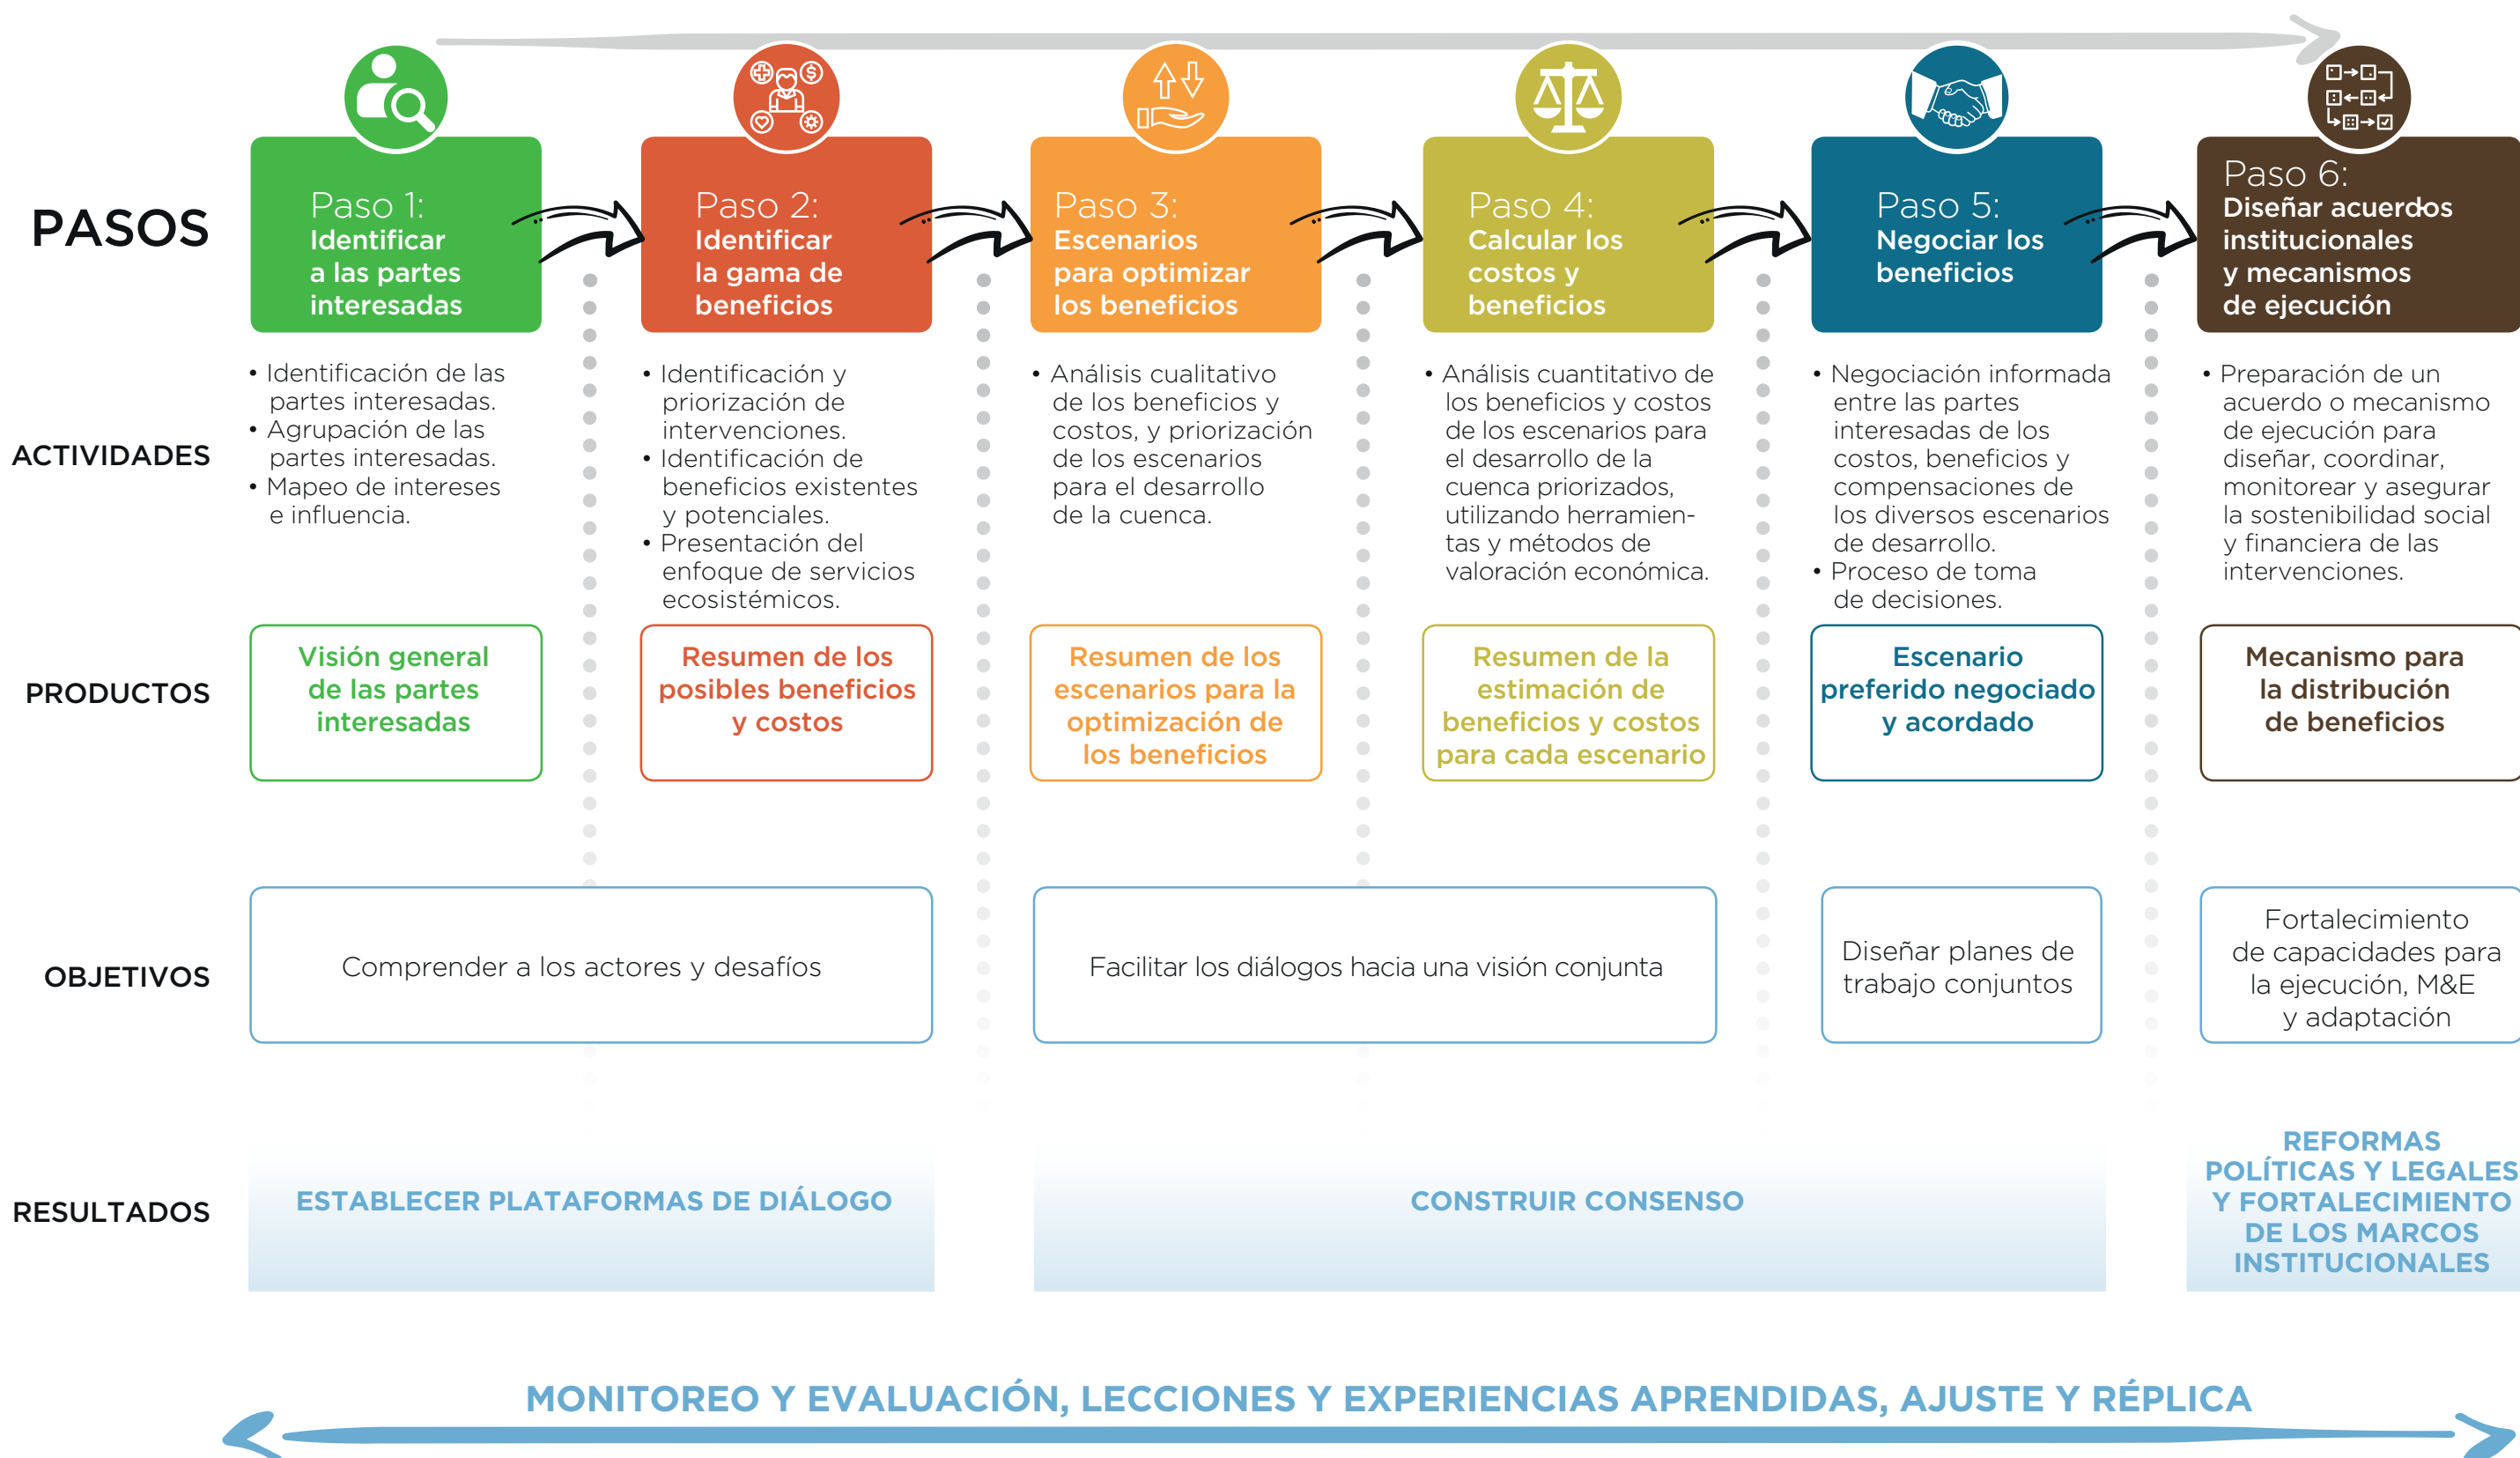 PASOS
Paso 1:
Identificar
a las partes
interesadas
Paso 2:
Identificar
la gama de
beneficios
Paso 3:
Escenarios
para optimizar
los beneficios
Paso 4:
Calcular los
costos y
beneficios
Paso 5:
Negociar los
beneficios
Paso 6:
Diseñar acuerdos
institucionales
y mecanismos
de ejecución
ACTIVIDADES
• Identificación de las
partes interesadas.
• Agrupación de las
partes interesadas.
• Mapeo de intereses
e influencia.
• Identificación y
priorización de
intervenciones.
• Identificación de
beneficios existentes
y potenciales.
• Presentación del
enfoque de servicios
ecosistémicos.
• Análisis cualitativo
de los beneficios y
costos, y priorización
de los escenarios
para el desarrollo
de la cuenca.
• Análisis cuantitativo de
los beneficios y costos
de los escenarios para
el desarrollo de la
cuenca priorizados,
utilizando herramien-
tas y métodos de
valoración económica.
• Negociación informada
entre las partes
interesadas de los
costos, beneficios y
compensaciones de
los diversos escenarios
de desarrollo.
• Proceso de toma
de decisiones.
• Preparación de un
acuerdo o mecanismo
de ejecución para
diseñar, coordinar,
monitorear y asegurar
la sostenibilidad social
y financiera de las
intervenciones.
PRODUCTOS
Visión general
de las partes
interesadas
Resumen de los
posibles beneficios
y costos
Resumen de los
escenarios para la
optimización de
los beneficios
Resumen de la
estimación de
beneficios y costos
para cada escenario
Escenario
preferido negociado
y acordado
Mecanismo para
la distribución
de beneficios
OBJETIVOS
Comprender a los actores y desafíos
Facilitar los diálogos hacia una visión conjunta
Diseñar planes de
trabajo conjuntos
Fortalecimiento
de capacidades para
la ejecución, M&E
y adaptación
RESULTADOS
ESTABLECER PLATAFORMAS DE DIÁLOGO
CONSTRUIR CONSENSO
REFORMAS
POLÍTICAS Y LEGALES
Y FORTALECIMIENTO
DE LOS MARCOS
INSTITUCIONALES
MONITOREO Y EVALUACIÓN, LECCIONES Y EXPERIENCIAS APRENDIDAS, AJUSTE Y RÉPLICA